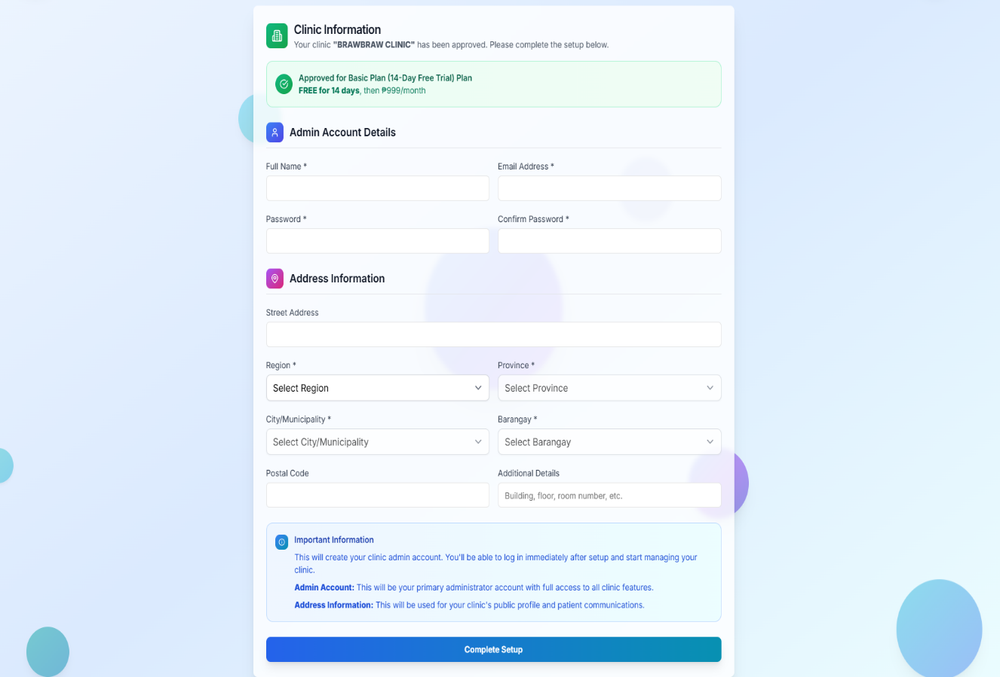 Clinic Information
Your clinic "BRAWBRAW CLINIC" has been approved. Please complete the setup below.
Approved for Basic Plan (14-Day Free Trial) Plan
FREE for 14 days, then ₱999/month
Admin Account Details
Full Name *
Email Address *
Password *
Confirm Password *
Address Information
Street Address
Region *
Province *
Select Region
Select Province
City/Municipality *
Barangay *
Select City/Municipality
Select Barangay
Postal Code
Additional Details
Building, floor, room number, etc.
Important Information
This will create your clinic admin account. You'll be able to log in immediately after setup and start managing your
clinic.
Admin Account: This will be your primary administrator account with full access to all clinic features.
Address Information: This will be used for your clinic's public profile and patient communications.
Complete Setup